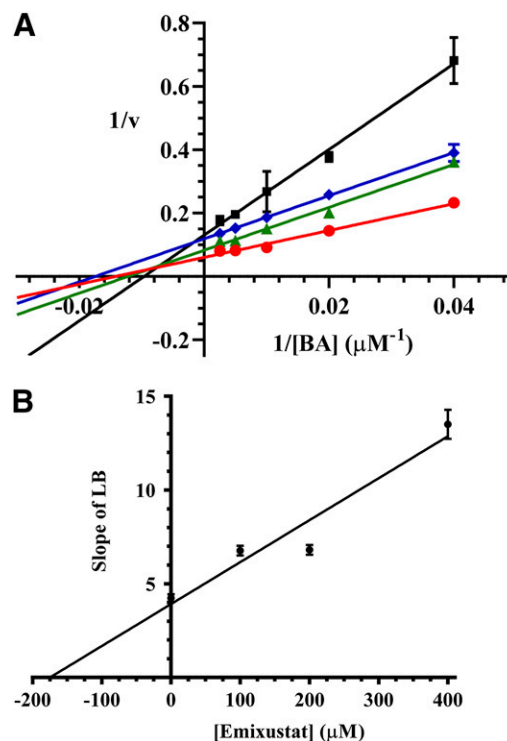 A
0.8
0.6
1/v
0.4
0.2
-0.02
0.02
0.04
-0.2
1/[BA] (μM⁻¹)
B
15
10
5
Slope of LB
-200 -100 0 100 200 300 400
[Emixustat] (μM)